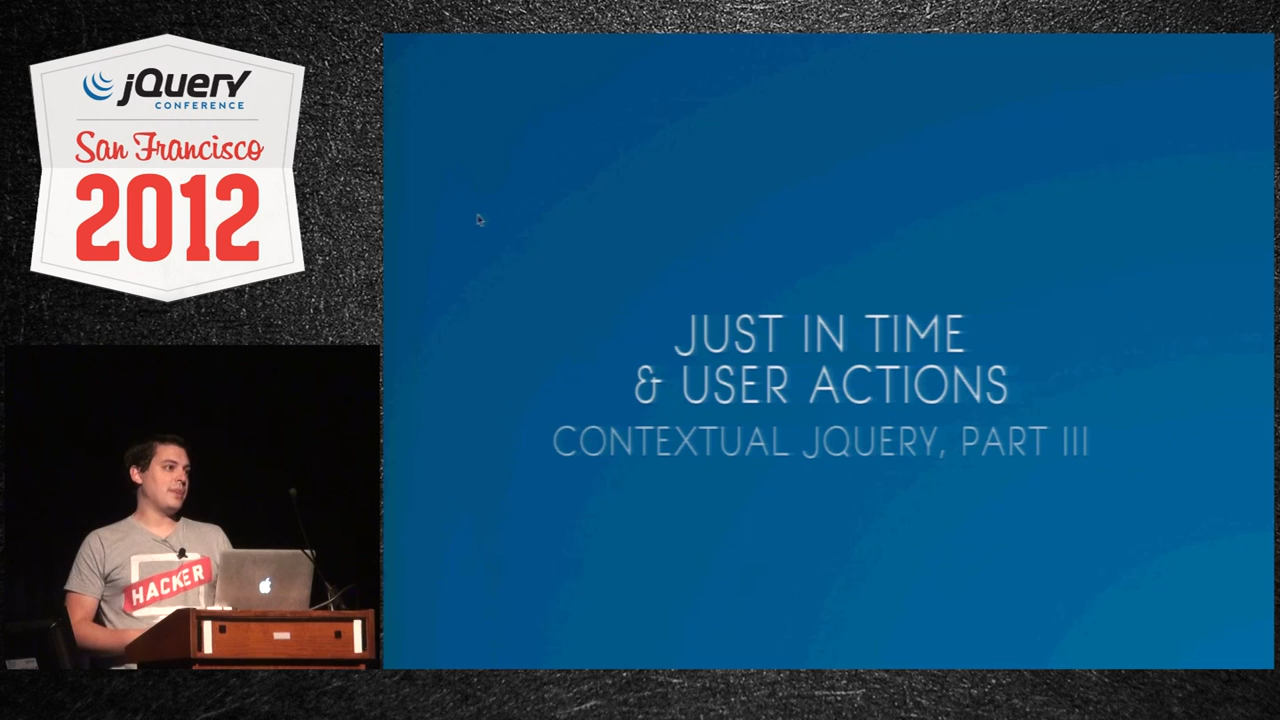 jQuery
CONFERENCE
San Francisco
2012
JUST IN TIME
& USER ACTIONS
CONTEXTUAL JQUERY, PART III
HACKER